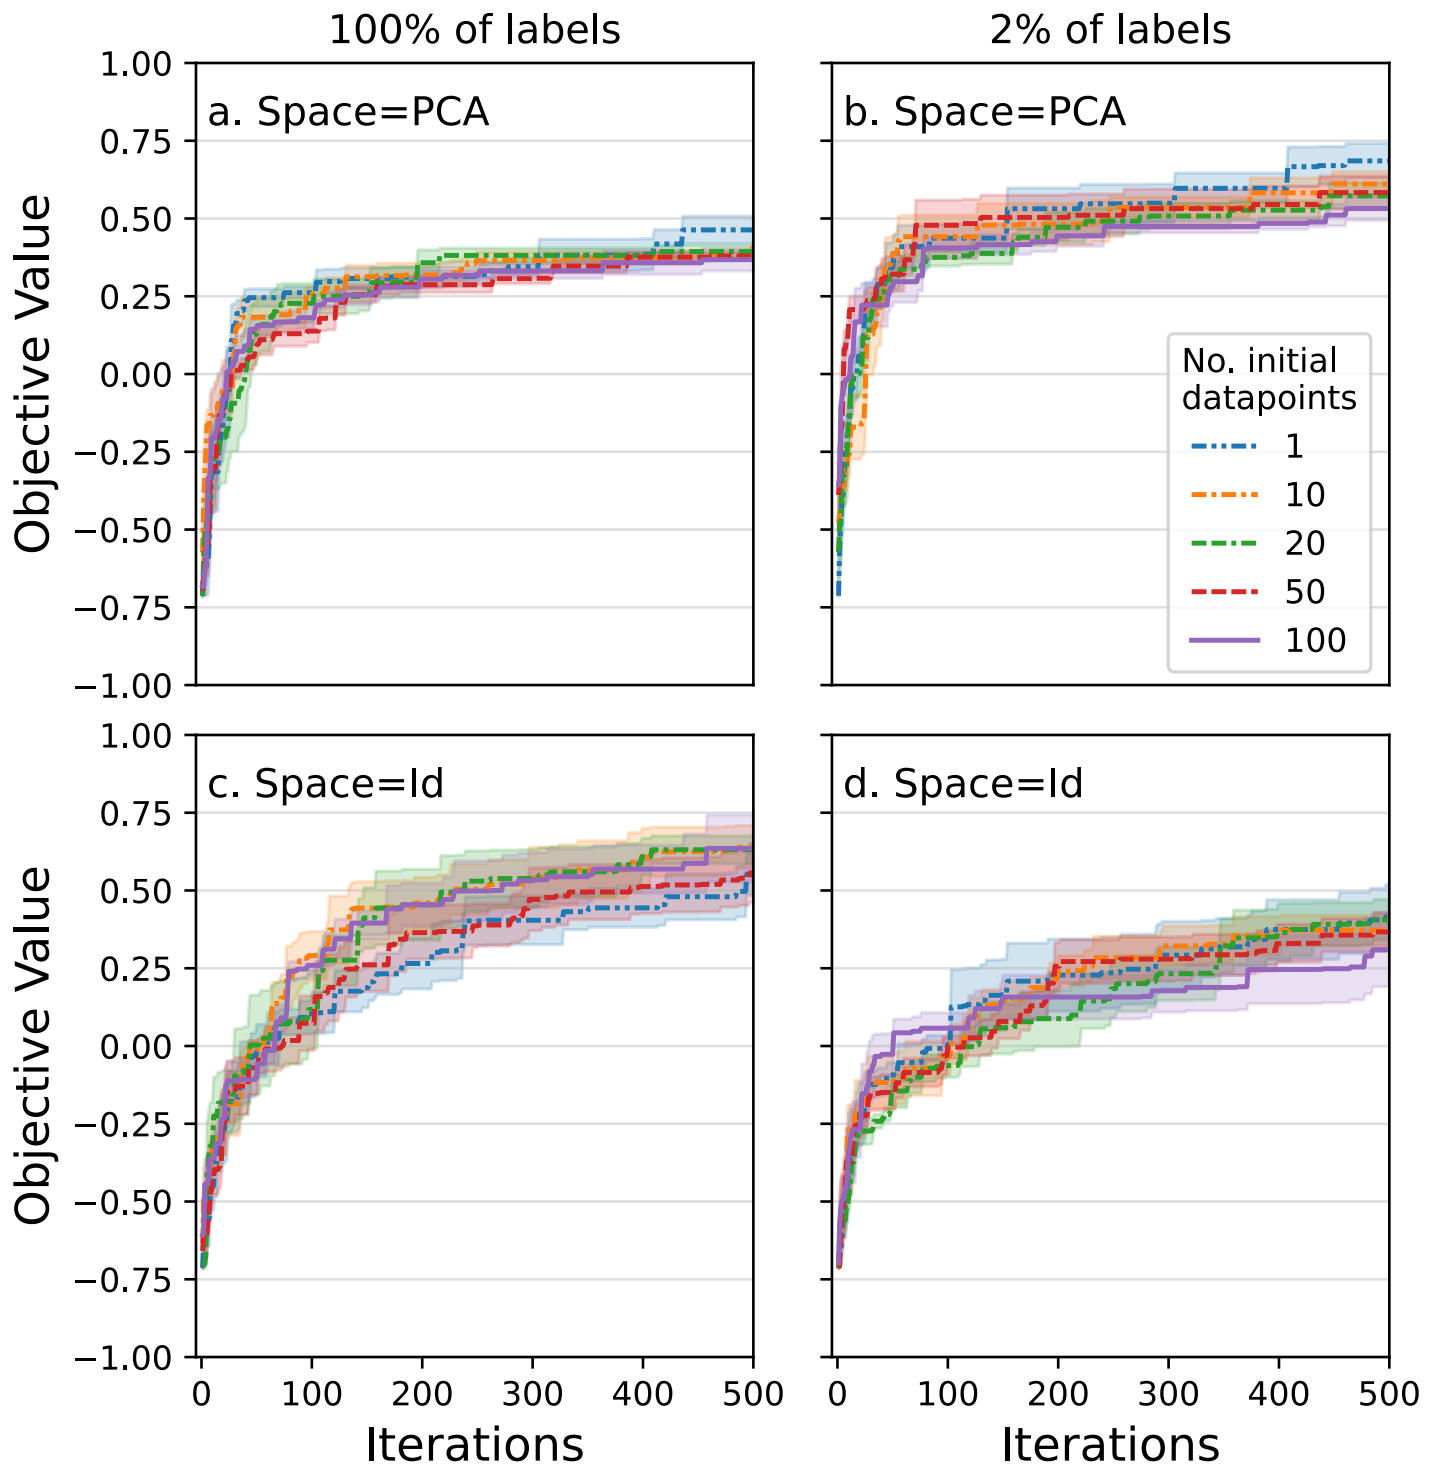 100% of labels
2% of labels
Objective Value
1.00
0.75
0.50
0.25
0.00
−0.25
−0.50
−0.75
−1.00
a. Space=PCA
b. Space=PCA
No. initial
datapoints
1
10
20
50
100
Objective Value
1.00
0.75
0.50
0.25
0.00
−0.25
−0.50
−0.75
−1.00
c. Space=Id
d. Space=Id
0 100 200 300 400 500
0 100 200 300 400 500
Iterations
Iterations